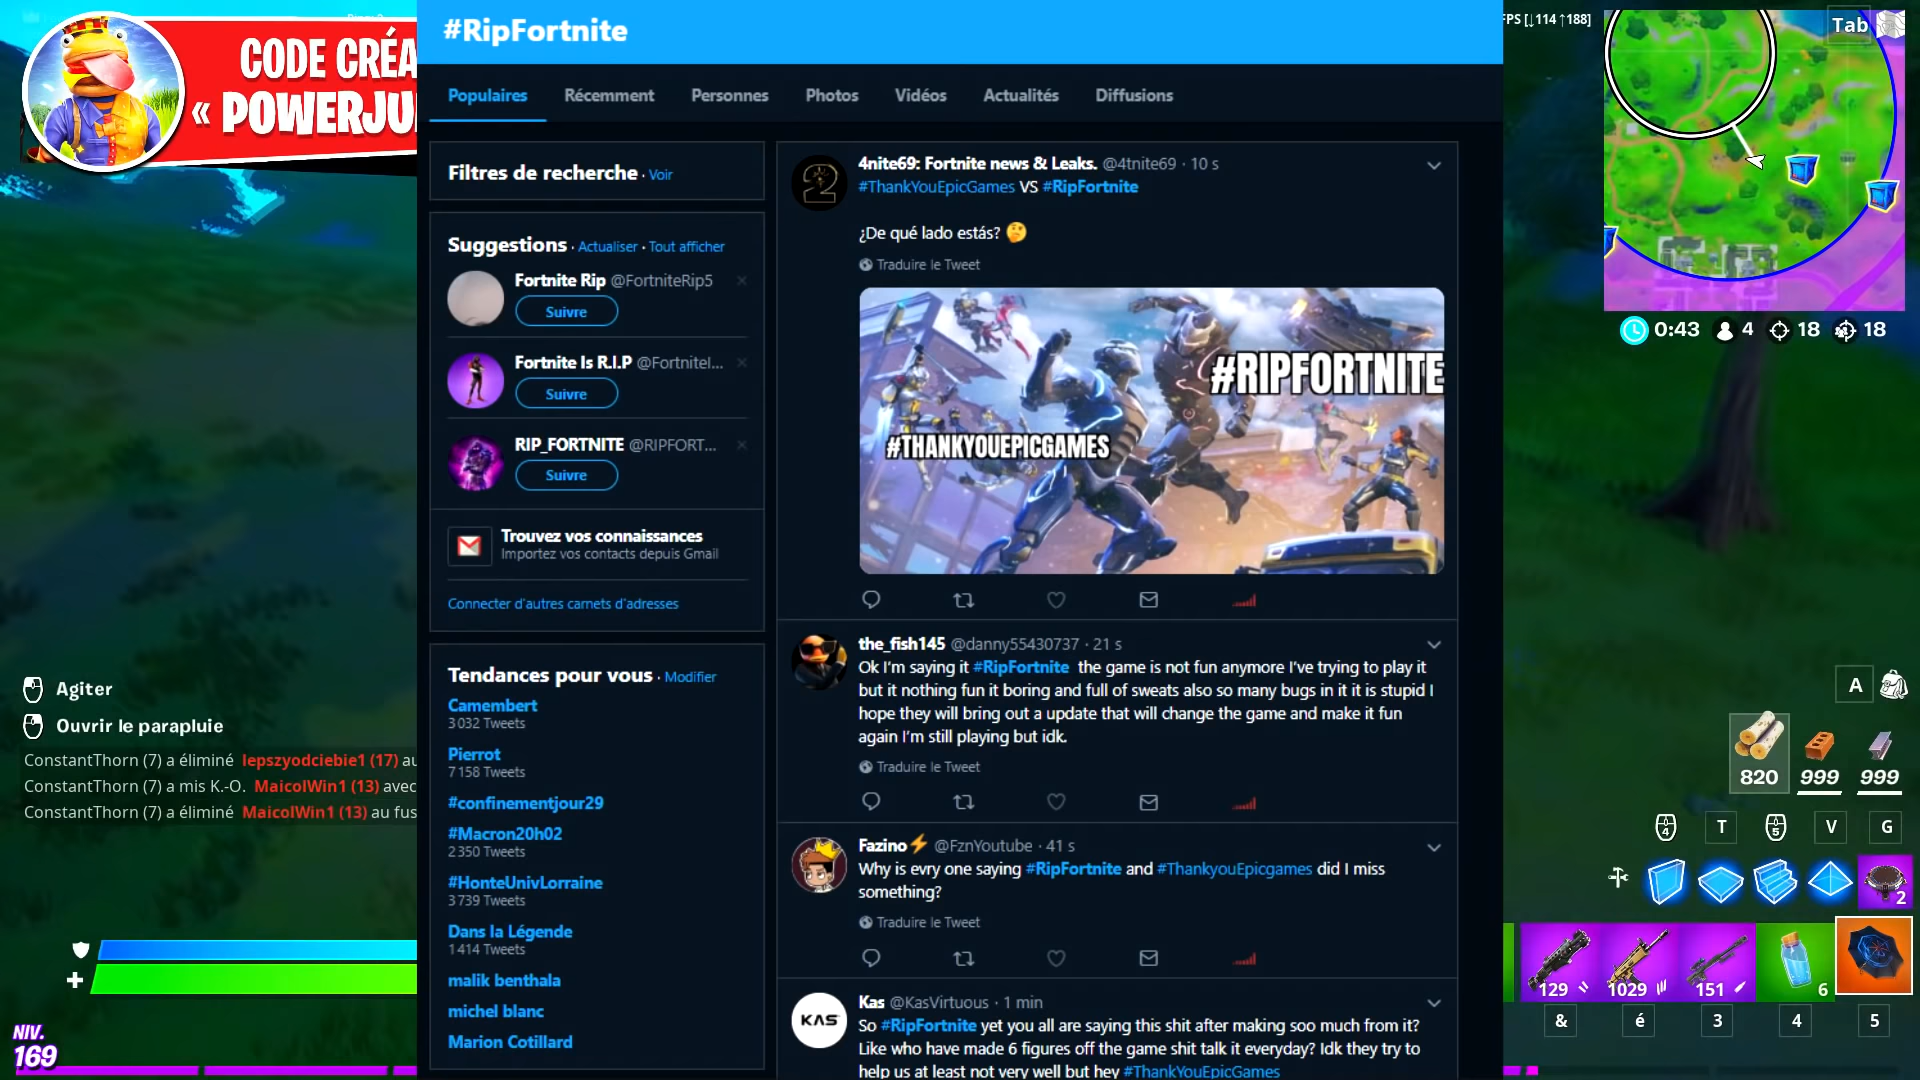 CODE CRÉA
« POWERJU
#RipFortnite
Populaires
Récemment
Personnes
Photos
Vidéos
Actualités
Diffusions
Filtres de recherche · Voir
Suggestions · Actualiser · Tout afficher
Fortnite Rip @FortniteRip5
Suivre
Fortnite Is R.I.P @FortniteI...
Suivre
RIP_FORTNITE @RIPFORT...
Suivre
Trouvez vos connaissances
Importez vos contacts depuis Gmail
Connecter d'autres carnets d'adresses
Tendances pour vous · Modifier
Camembert
3 032 Tweets
Pierrot
7 158 Tweets
#confinementjour29
#Macron20h02
2 350 Tweets
#HonteUnivLorraine
3 739 Tweets
Dans la Légende
1 414 Tweets
malik benthala
michel blanc
Marion Cotillard
4nite69: Fortnite news & Leaks. @4tnite69 · 10 s
#ThankYouEpicGames VS #RipFortnite
¿De qué lado estás? 🤔
Traduire le Tweet
#RIPFORTNITE
#THANKYOUEPICGAMES
the_fish145 @danny55430737 · 21 s
Ok I'm saying it #RipFortnite the game is not fun anymore I've trying to play it
but it nothing fun it boring and full of sweats also so many bugs in it it is stupid I
hope they will bring out a update that will change the game and make it fun
again I'm still playing but idk.
Traduire le Tweet
Fazino⚡ @FznYoutube · 41 s
Why is evry one saying #RipFortnite and #ThankyouEpicgames did I miss
something?
Traduire le Tweet
KAS
Kas @KasVirtuous · 1 min
So #RipFortnite yet you all are saying this shit after making soo much from it?
Like who have made 6 figures off the game shit talk it everyday? Idk they try to
help us at least not very well but hey #ThankYouEpicGames
Agiter
Ouvrir le parapluie
ConstantThorn (7) a éliminé lepszyodciebie1 (17) au
ConstantThorn (7) a mis K.-O. MaicolWin1 (13) avec
ConstantThorn (7) a éliminé MaicolWin1 (13) au fus
NIV.
169
FPS [↓114 ↑188]
Tab
0:43 4 18 18
A
820 999 999
4 T 5 V G
2
129 1029 151 6
& é 3 4 5